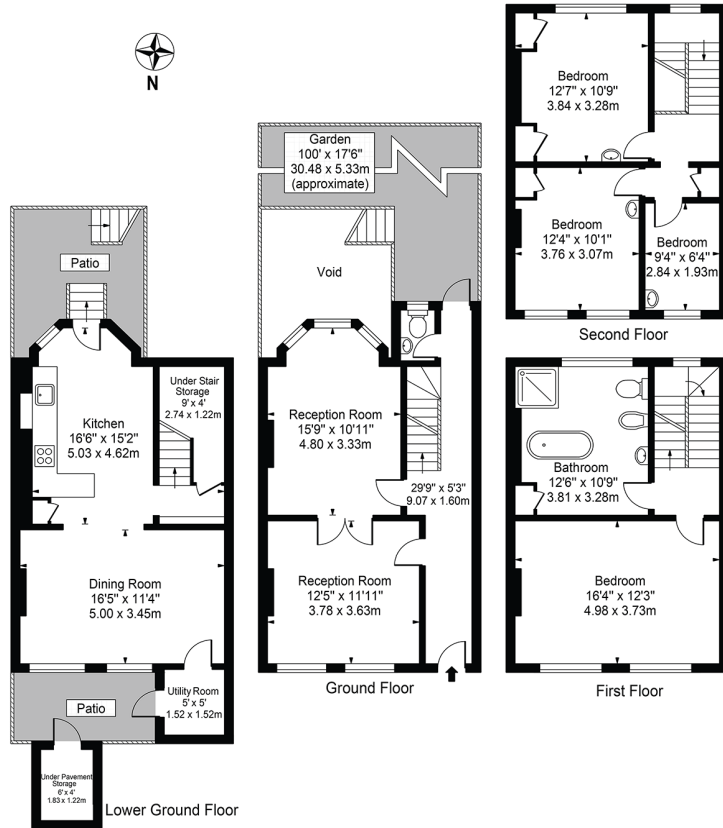 N
Patio
Kitchen
16'6" x 15'2"
5.03 x 4.62m
Under Stair
Storage
9' x 4'
2.74 x 1.22m
Dining Room
16'5" x 11'4"
5.00 x 3.45m
Patio
Utility Room
5' x 5'
1.52 x 1.52m
Under Pavement
Storage
6' x 4'
1.83 x 1.22m
Lower Ground Floor
Garden
100' x 17'6"
30.48 x 5.33m
(approximate)
Void
Reception Room
15'9" x 10'11"
4.80 x 3.33m
29'9" x 5'3"
9.07 x 1.60m
Reception Room
12'5" x 11'11"
3.78 x 3.63m
Ground Floor
Bedroom
12'7" x 10'9"
3.84 x 3.28m
Bedroom
12'4" x 10'1"
3.76 x 3.07m
Bedroom
9'4" x 6'4"
2.84 x 1.93m
Second Floor
Bathroom
12'6" x 10'9"
3.81 x 3.28m
Bedroom
16'4" x 12'3"
4.98 x 3.73m
First Floor